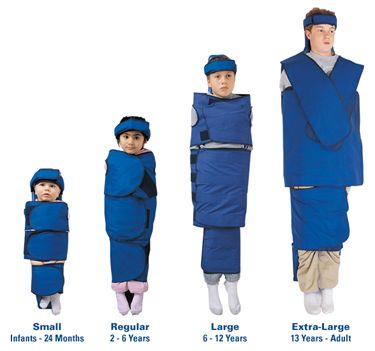 Small
Infants - 24 Months
Regular
2 - 6 Years
Large
6 - 12 Years
Extra-Large
13 Years - Adult